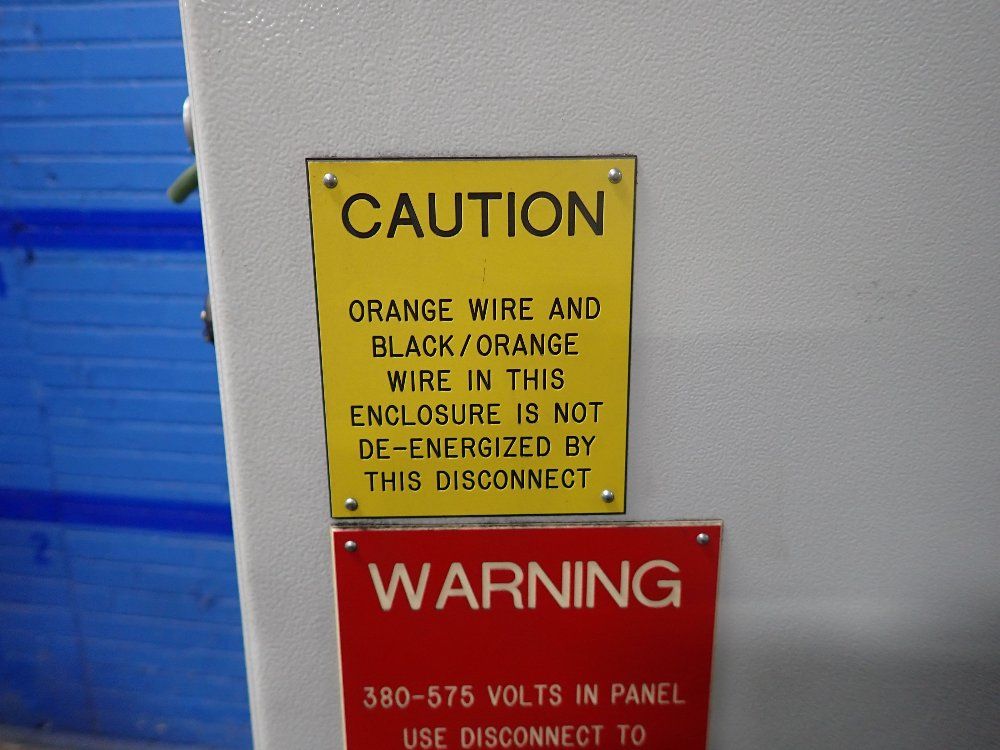 CAUTION
ORANGE WIRE AND
BLACK/ORANGE
WIRE IN THIS
ENCLOSURE IS NOT
DE-ENERGIZED BY
THIS DISCONNECT
WARNING
380-575 VOLTS IN PANEL
USE DISCONNECT TO
2